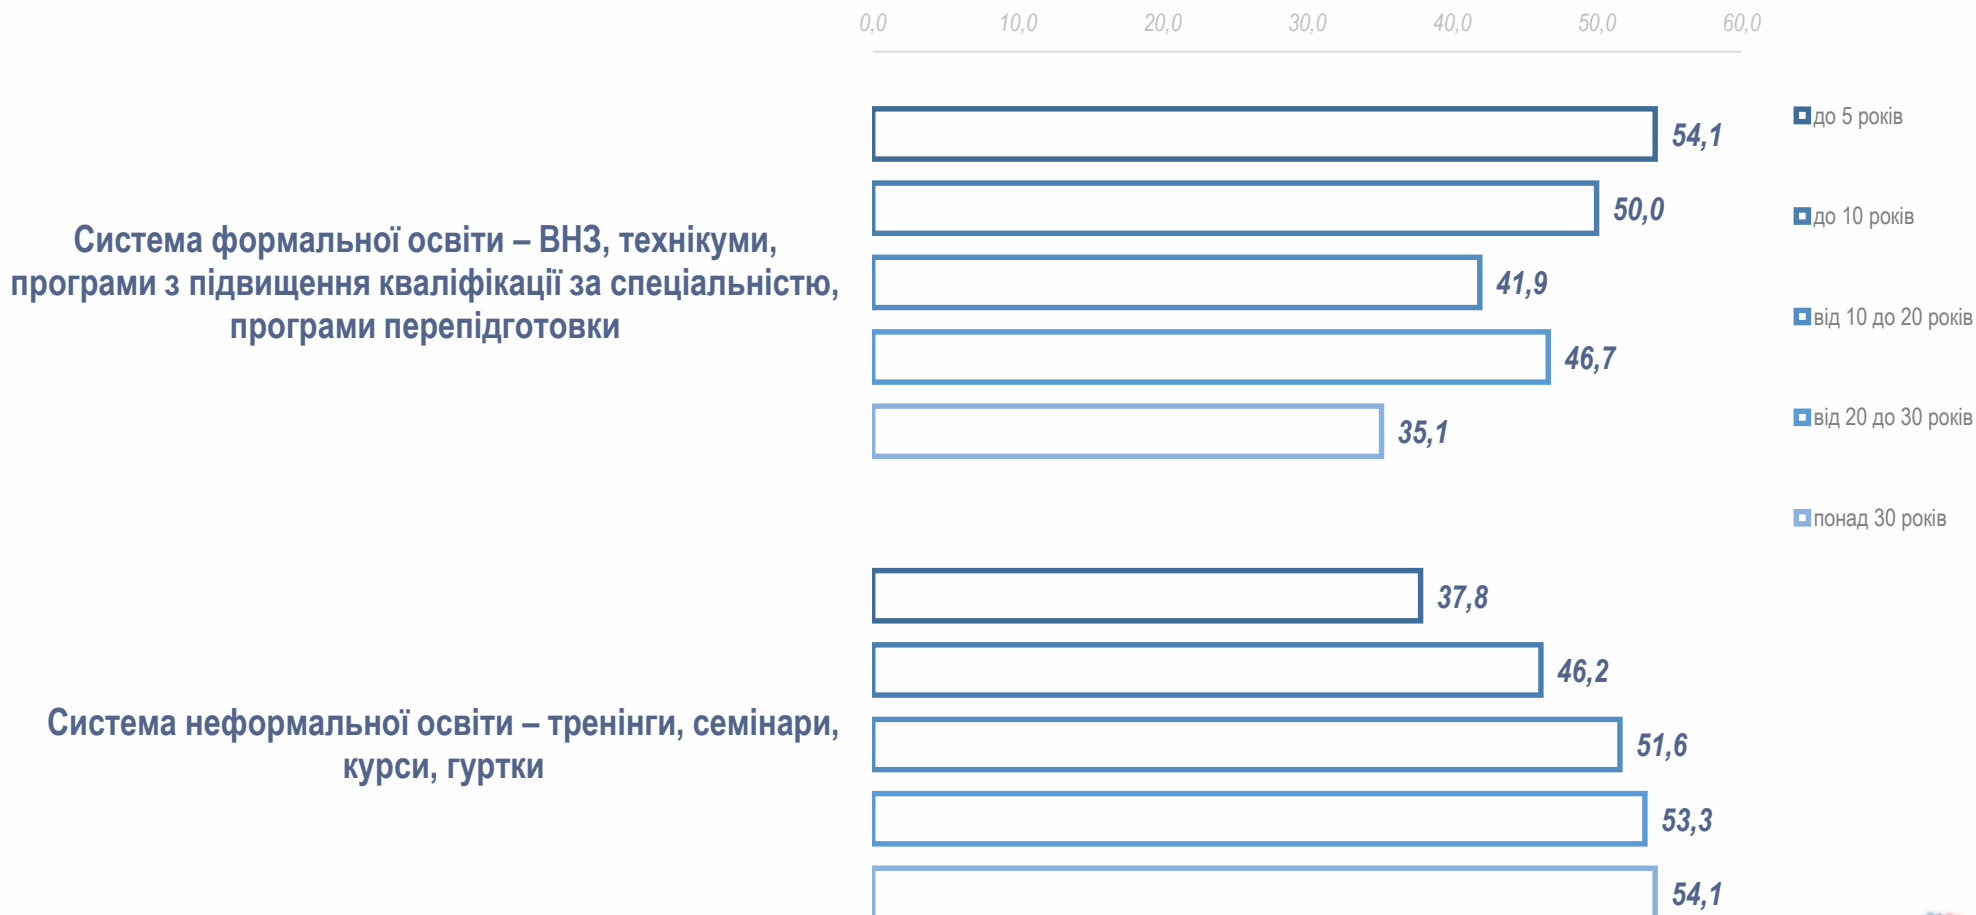 0,0 10,0 20,0 30,0 40,0 50,0 60,0
54,1
50,0
41,9
46,7
35,1
Система формальної освіти – ВНЗ, технікуми,
програми з підвищення кваліфікації за спеціальністю,
програми перепідготовки
37,8
46,2
51,6
53,3
54,1
Система неформальної освіти – тренінги, семінари,
курси, гуртки
до 5 років
до 10 років
від 10 до 20 років
від 20 до 30 років
понад 30 років